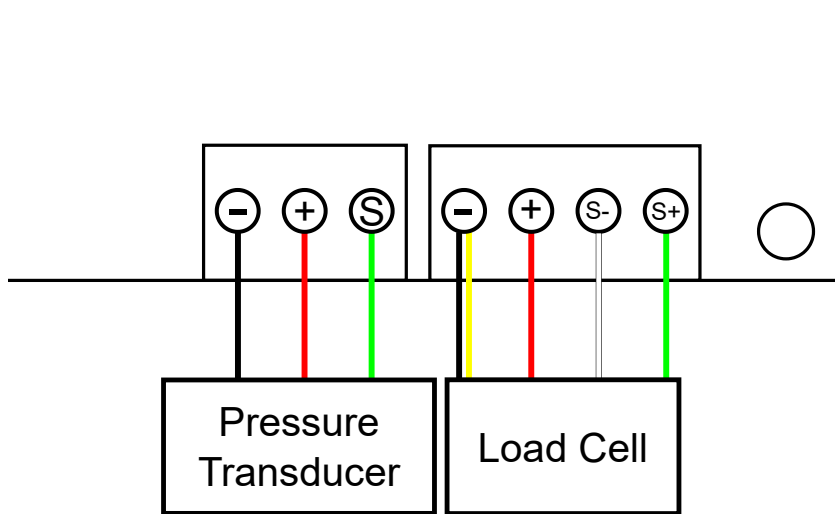 - + S - + S- S+
Pressure
Transducer
Load Cell